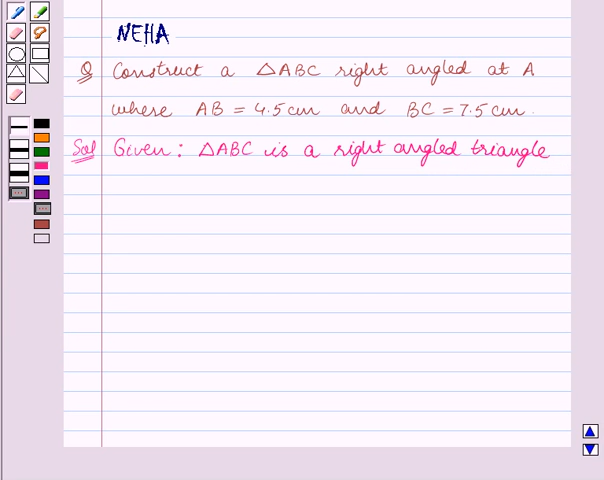 NEHA
Q Construct a △ABC right angled at A
where AB = 4.5 cm and BC = 7.5 cm.
Sol Given : △ABC is a right angled triangle